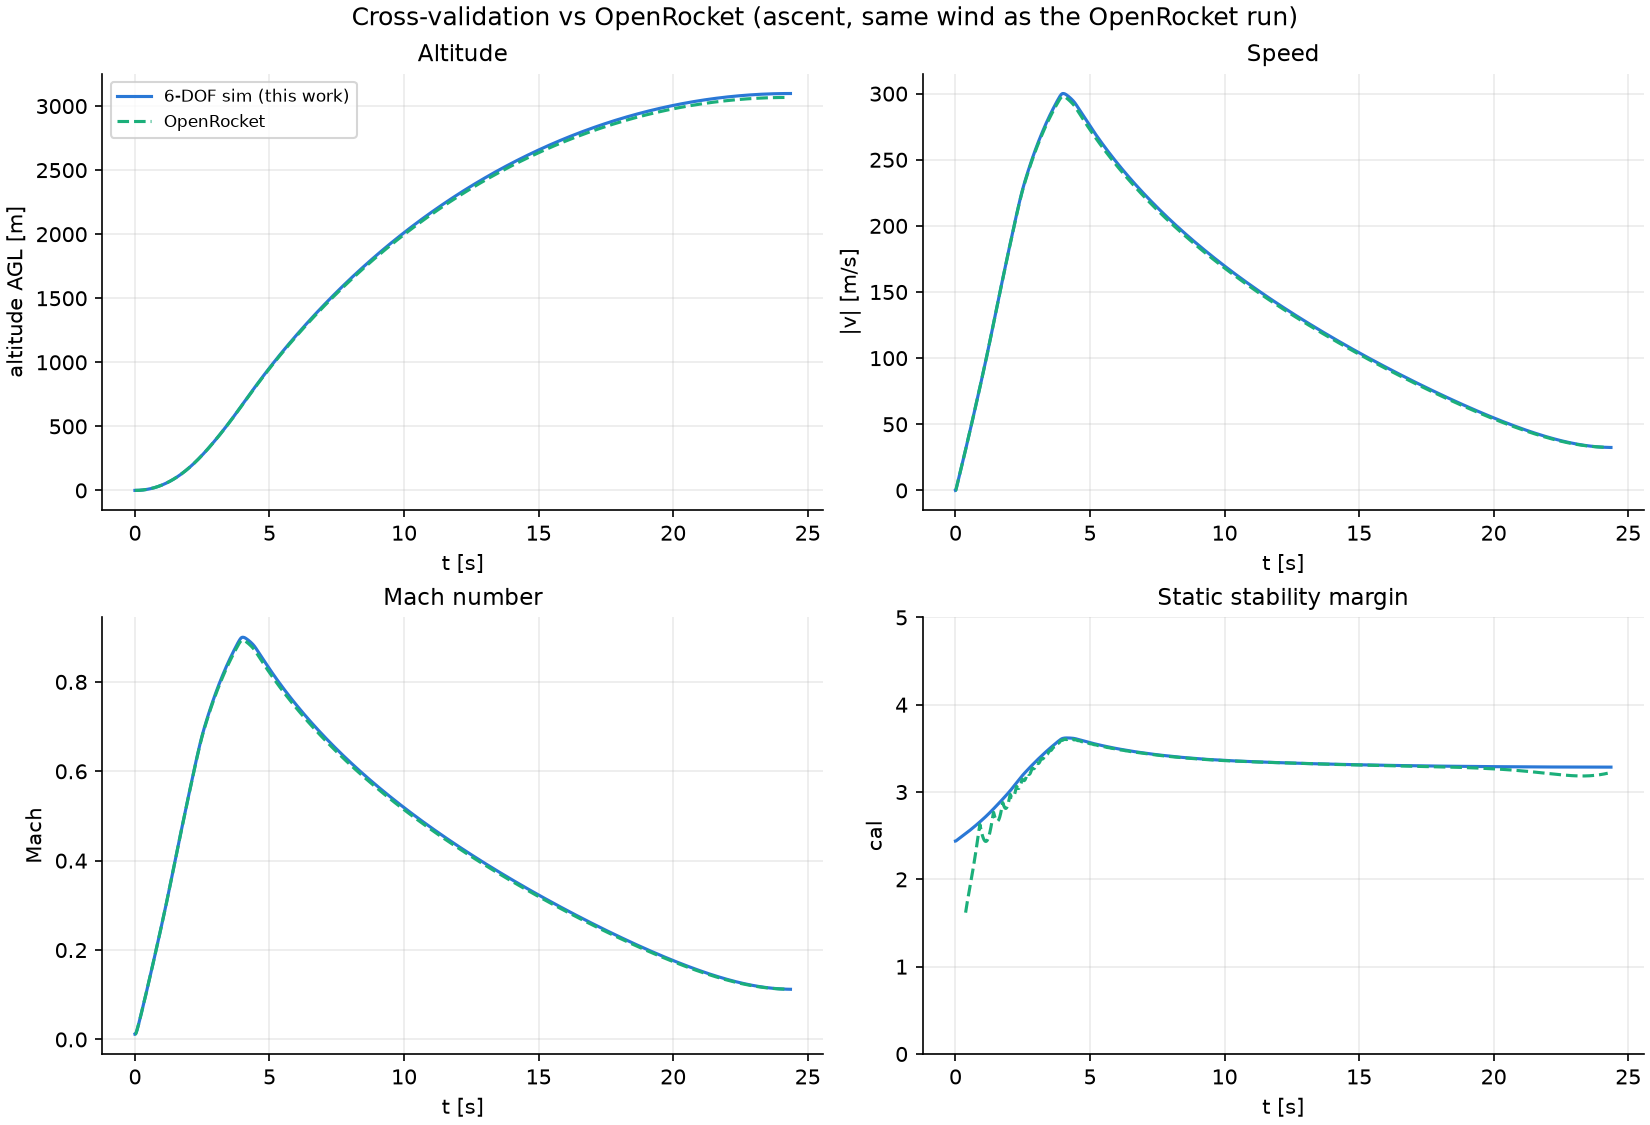 Cross-validation vs OpenRocket (ascent, same wind as the OpenRocket run)
Altitude
6-DOF sim (this work)
OpenRocket
altitude AGL [m]
3000
2500
2000
1500
1000
500
0
0 5 10 15 20 25
t [s]
Speed
|v| [m/s]
300
250
200
150
100
50
0
0 5 10 15 20 25
t [s]
Mach number
Mach
0.8
0.6
0.4
0.2
0.0
0 5 10 15 20 25
t [s]
Static stability margin
cal
5
4
3
2
1
0
0 5 10 15 20 25
t [s]